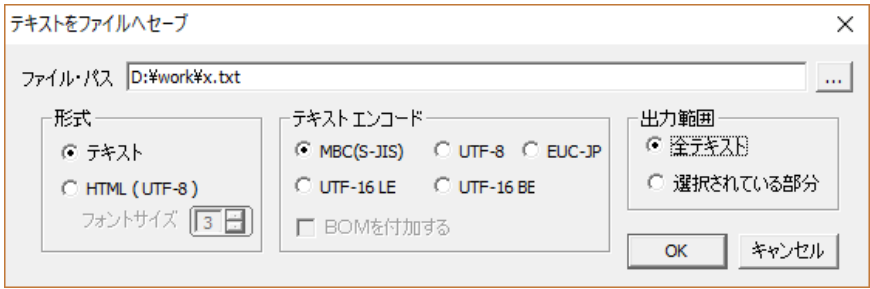 テキストをファイルへセーブ
ファイル・パス D:¥work¥x.txt ...
形式
テキスト
HTML ( UTF-8 )
フォントサイズ 3
テキスト エンコード
MBC(S-JIS) UTF-8 EUC-JP
UTF-16 LE UTF-16 BE
BOMを付加する
出力範囲
全テキスト
選択されている部分
OK キャンセル